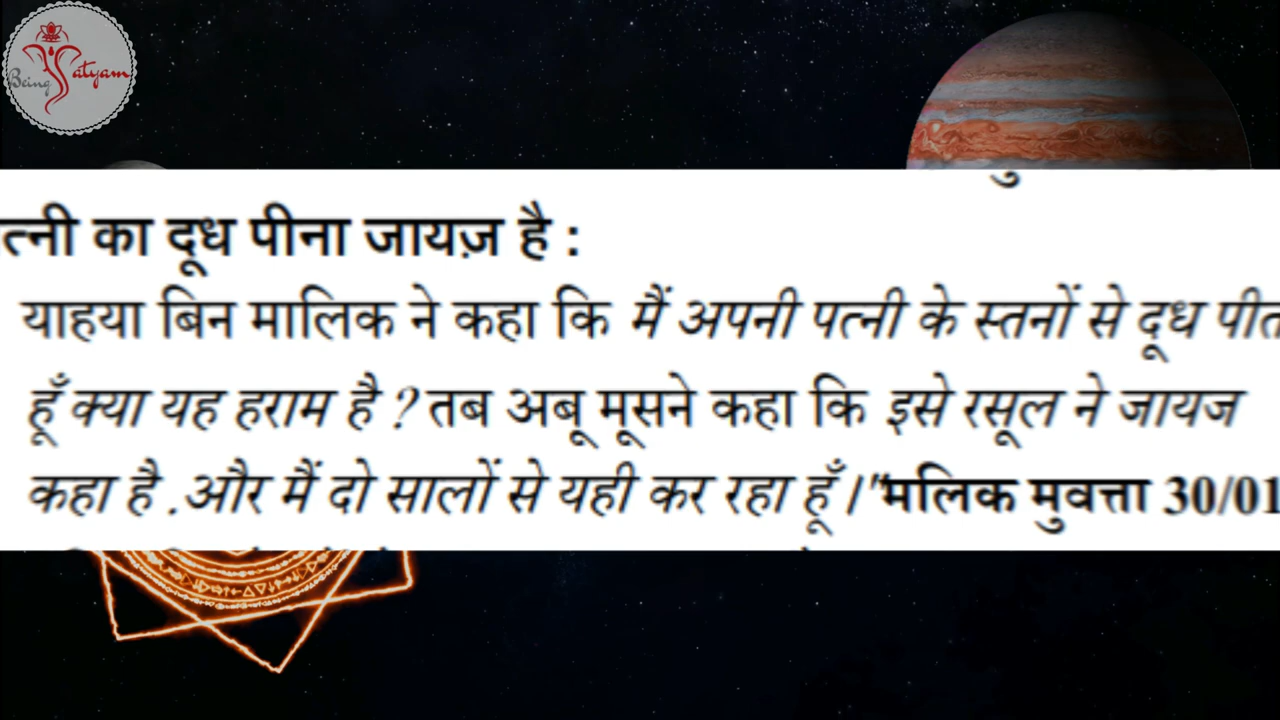 Being Satyam
त्नी का दूध पीना जायज़ है :
याहया बिन मालिक ने कहा कि मैं अपनी पत्नी के स्तनों से दूध पीत
हूँ क्या यह हराम है ? तब अबू मूसने कहा कि इसे रसूल ने जायज
कहा है .और मैं दो सालों से यही कर रहा हूँ |"मलिक मुवत्ता 30/01